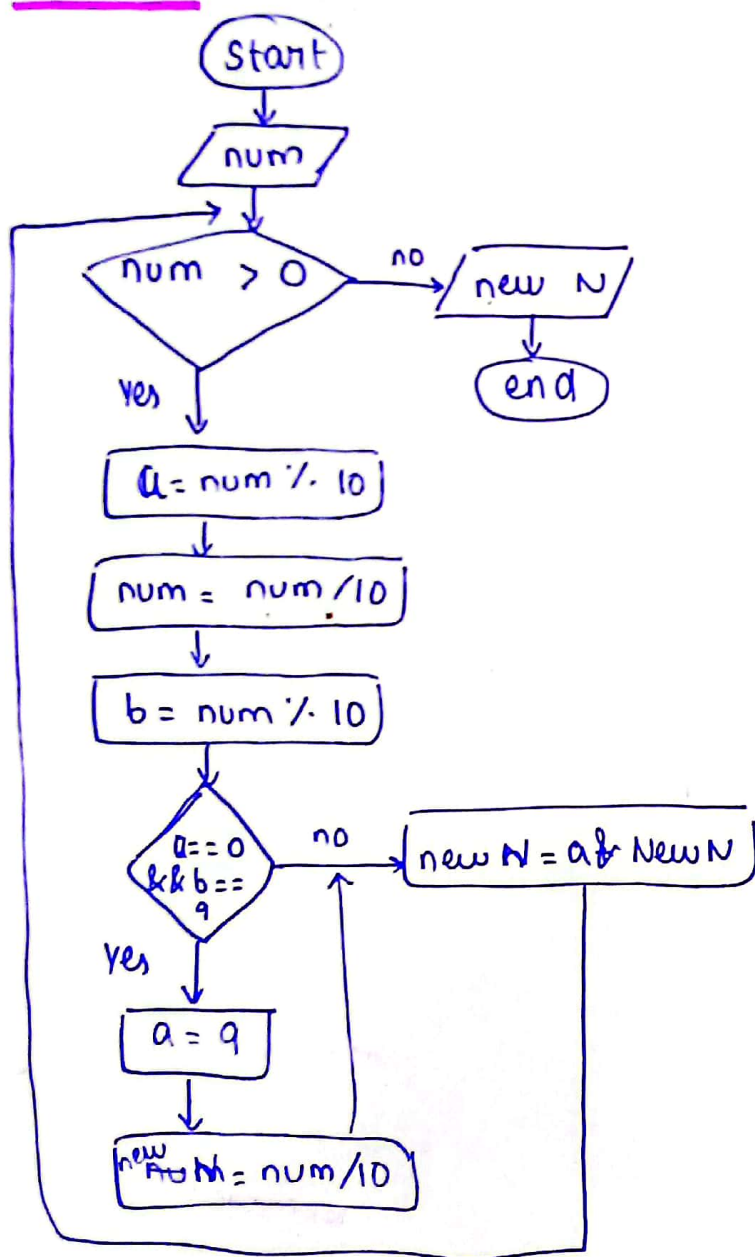 Start
num
num > 0
no
new N
end
Yes
a = num % 10
num = num /10
b = num % 10
a==0
&& b==
9
no
new N = a & New N
Yes
a = 9
new
= num/10